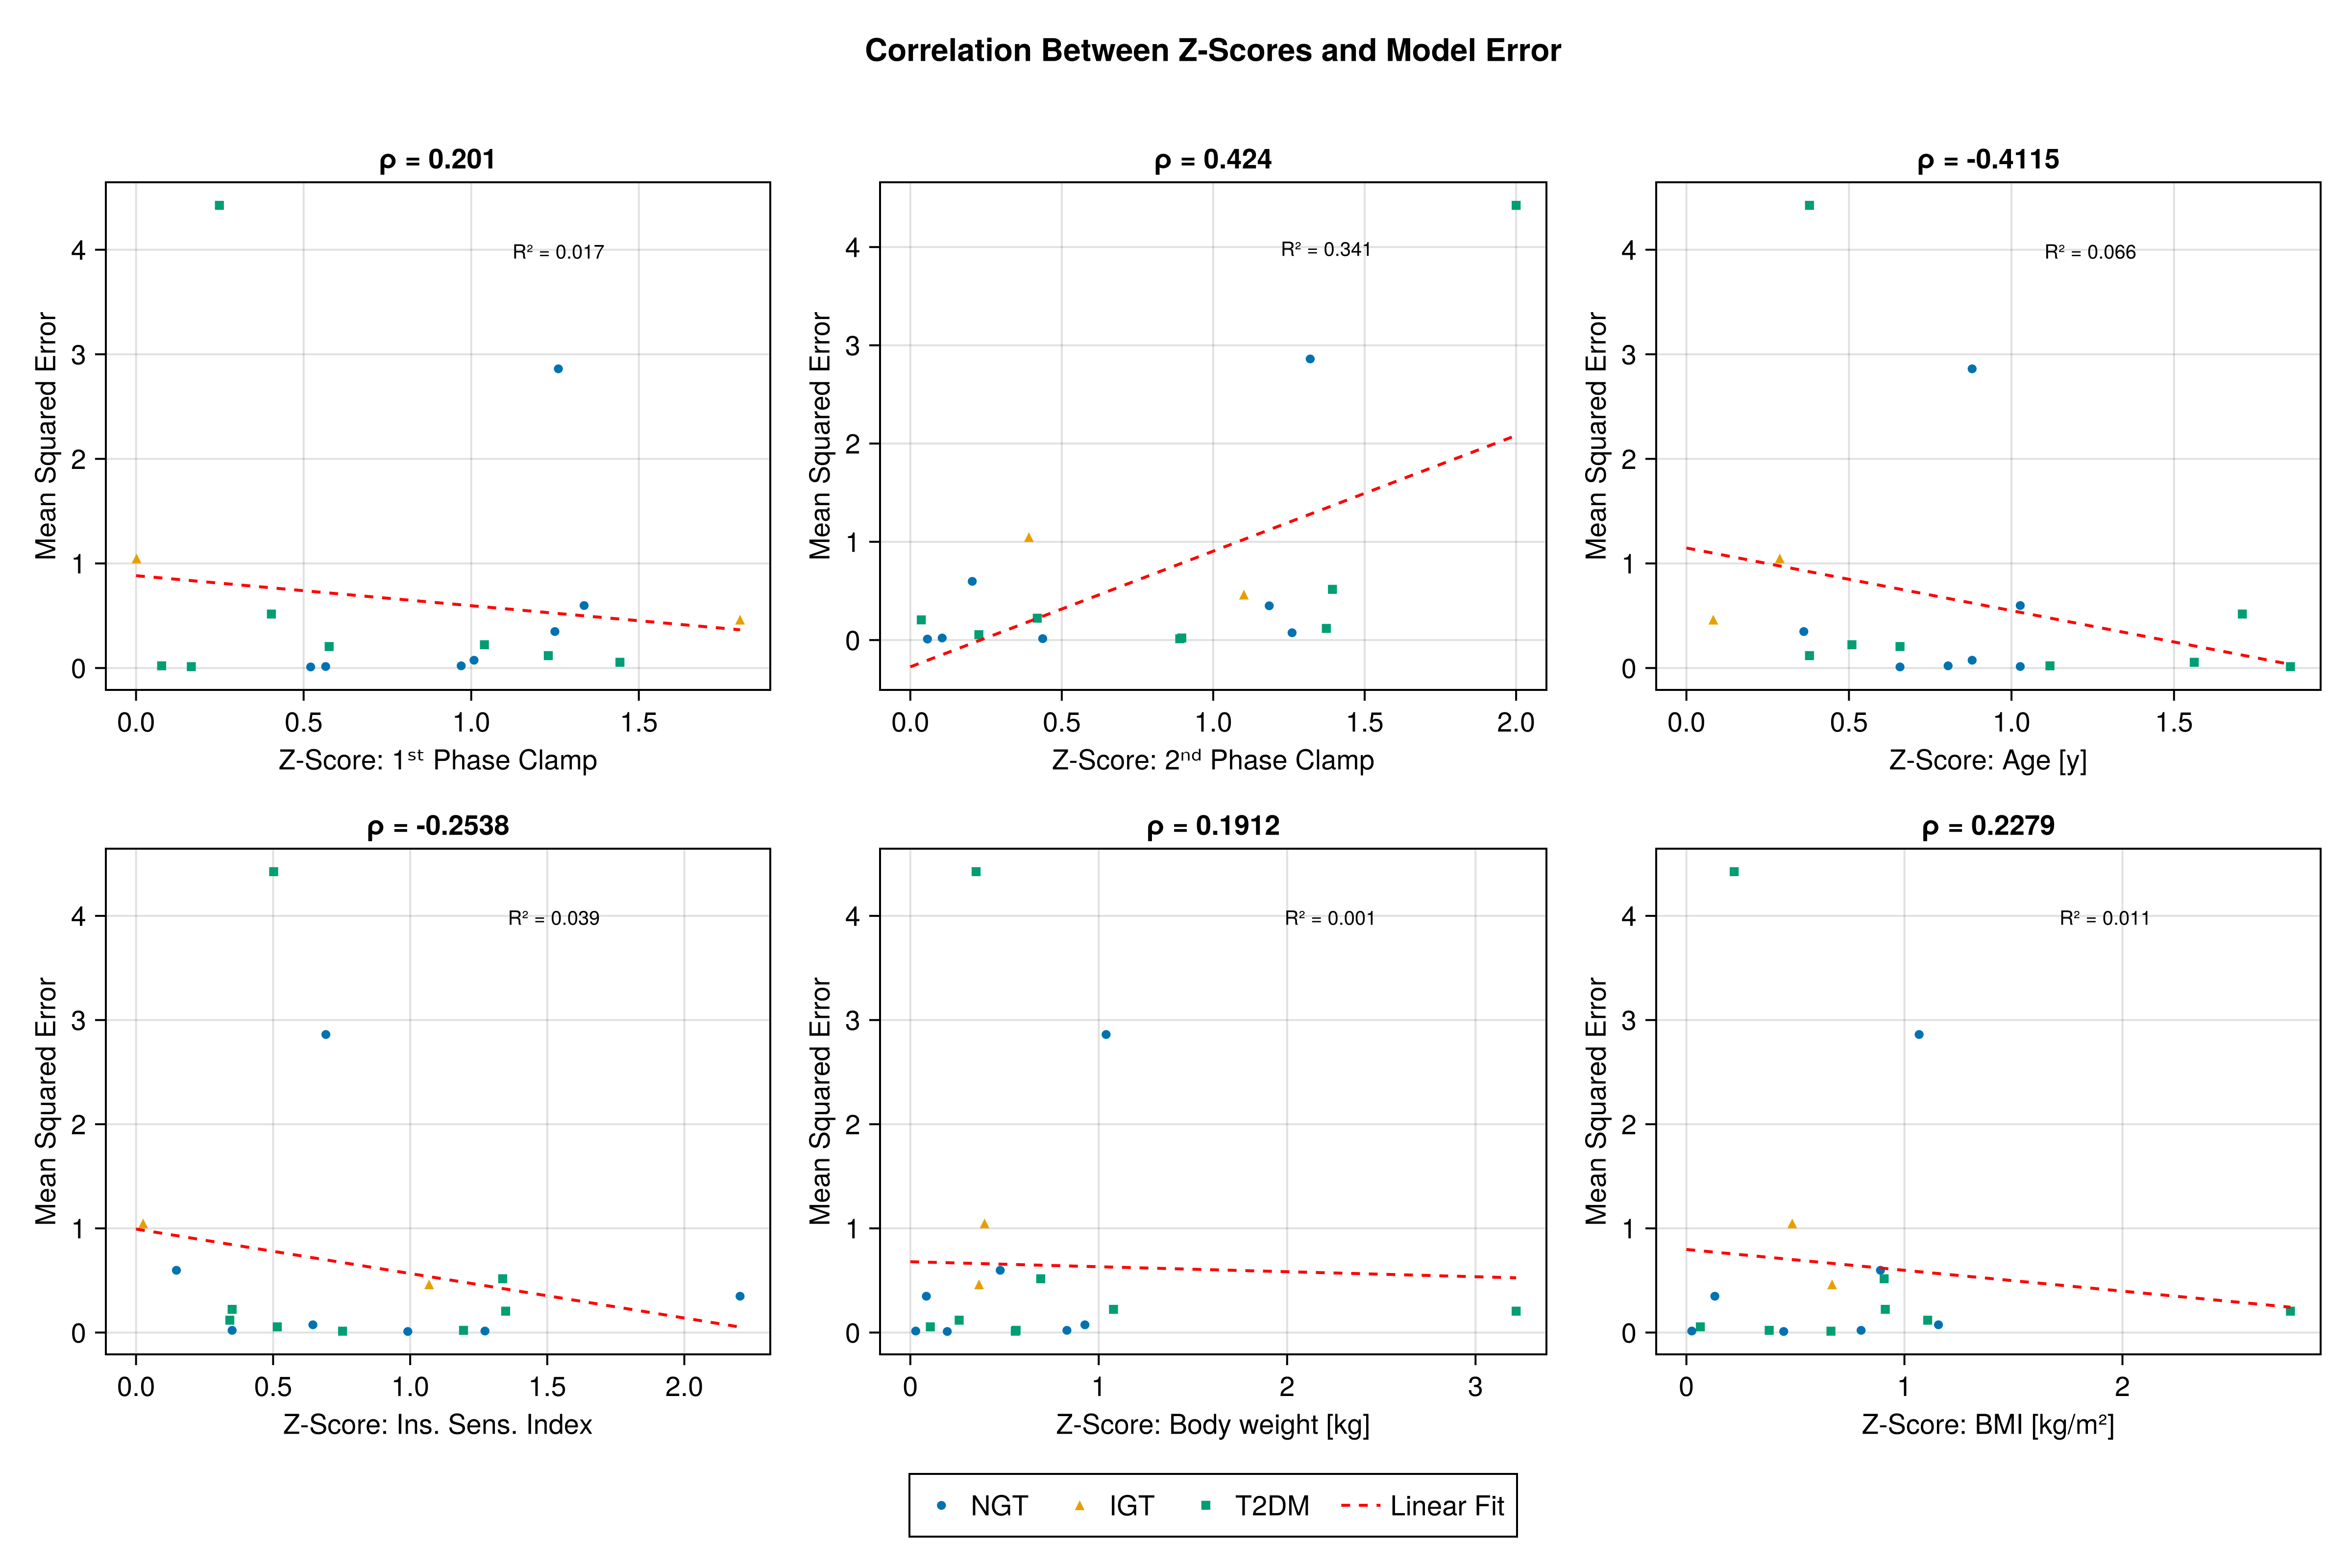 Correlation Between Z-Scores and Model Error
ρ = 0.201
4
3
2
1
0
Mean Squared Error
R² = 0.017
0.0 0.5 1.0 1.5
Z-Score: 1ˢᵗ Phase Clamp
ρ = 0.424
4
3
2
1
0
Mean Squared Error
R² = 0.341
0.0 0.5 1.0 1.5 2.0
Z-Score: 2ⁿᵈ Phase Clamp
ρ = -0.4115
4
3
2
1
0
Mean Squared Error
R² = 0.066
0.0 0.5 1.0 1.5
Z-Score: Age [y]
ρ = -0.2538
4
3
2
1
0
Mean Squared Error
R² = 0.039
0.0 0.5 1.0 1.5 2.0
Z-Score: Ins. Sens. Index
ρ = 0.1912
4
3
2
1
0
Mean Squared Error
R² = 0.001
0 1 2 3
Z-Score: Body weight [kg]
ρ = 0.2279
4
3
2
1
0
Mean Squared Error
R² = 0.011
0 1 2
Z-Score: BMI [kg/m²]
NGT IGT T2DM Linear Fit